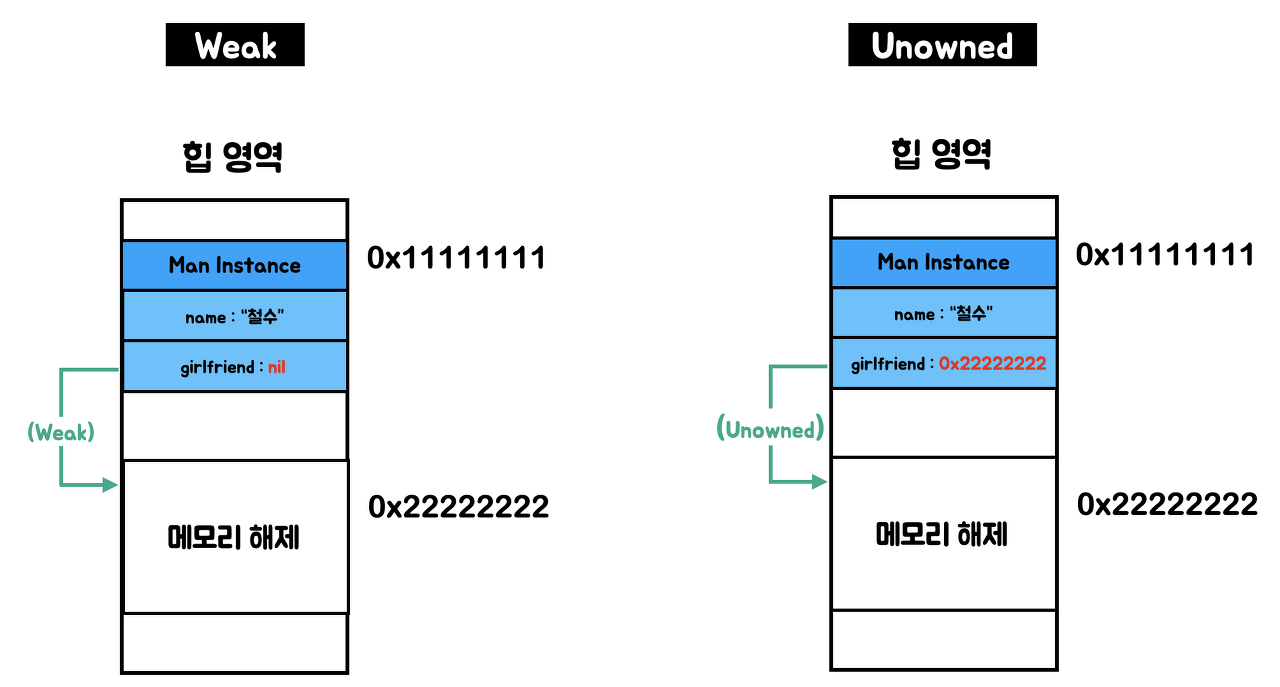 Weak
힙 영역
Man Instance
0x11111111
name : “철수”
girlfriend : nil
(Weak)
0x22222222
메모리 해제
Unowned
힙 영역
Man Instance
0x11111111
name : “철수”
girlfriend : 0x22222222
(Unowned)
0x22222222
메모리 해제